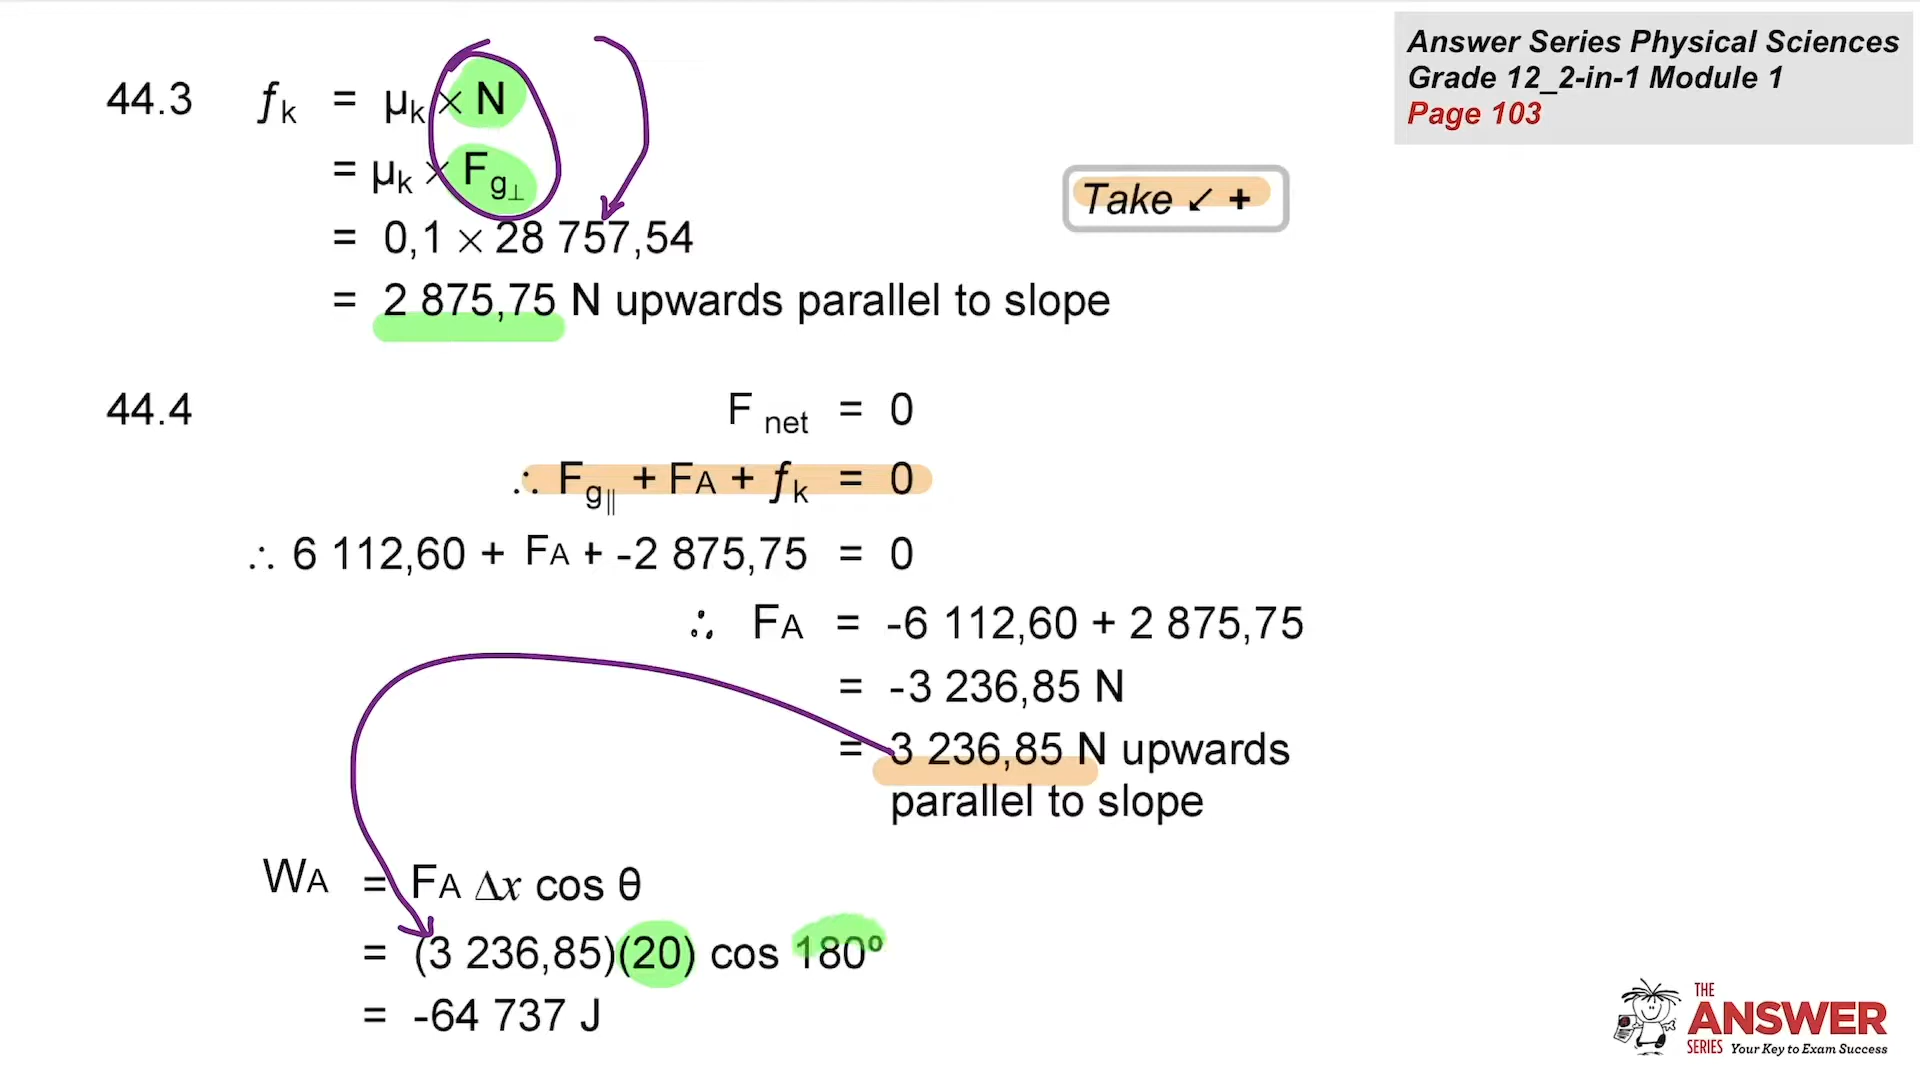 Answer Series Physical Sciences
Grade 12_2-in-1 Module 1
Page 103
44.3 ƒk = μk × N
= μk × Fg⊥
= 0,1 × 28 757,54
= 2 875,75 N upwards parallel to slope
Take ↙ +
44.4 F net = 0
∴ Fg∥ + FA + ƒk = 0
∴ 6 112,60 + FA + -2 875,75 = 0
∴ FA = -6 112,60 + 2 875,75
= -3 236,85 N
= 3 236,85 N upwards
parallel to slope
WA = FA Δx cos θ
= (3 236,85)(20) cos 180º
= -64 737 J
THE
ANSWER
SERIES Your Key to Exam Success